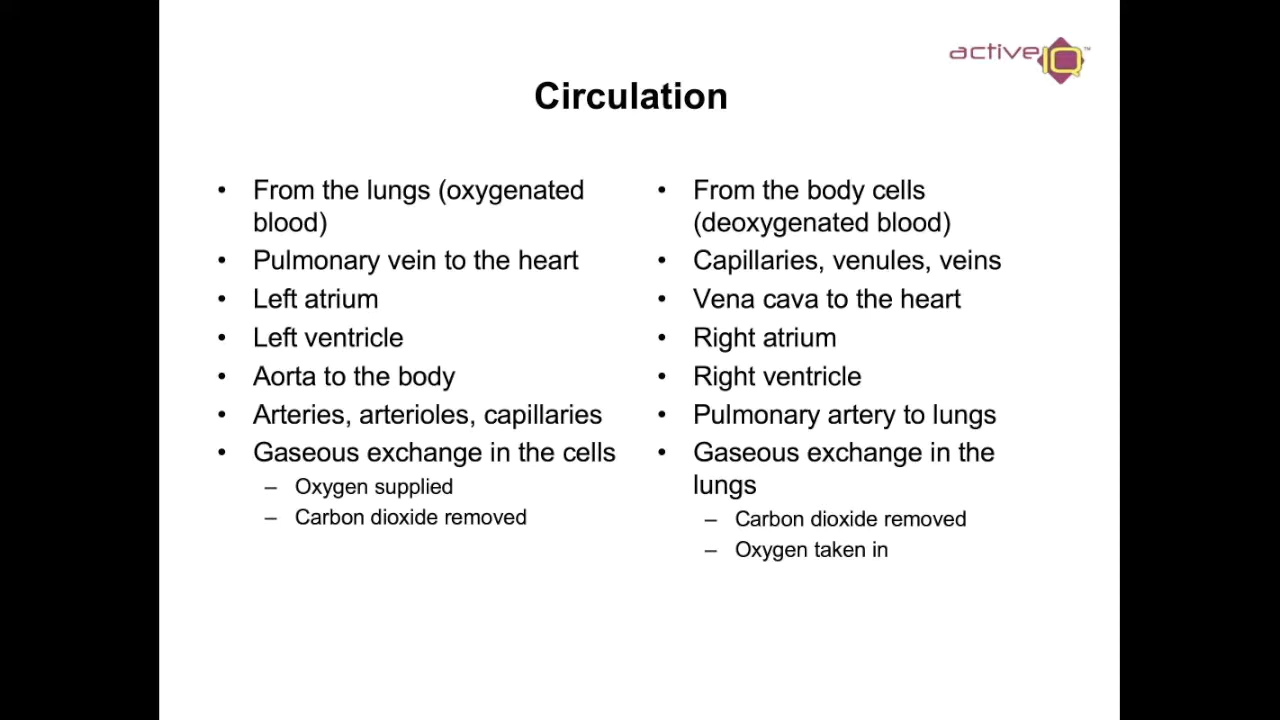 active IQ™
Circulation
• From the lungs (oxygenated
blood)
• Pulmonary vein to the heart
• Left atrium
• Left ventricle
• Aorta to the body
• Arteries, arterioles, capillaries
• Gaseous exchange in the cells
– Oxygen supplied
– Carbon dioxide removed
• From the body cells
(deoxygenated blood)
• Capillaries, venules, veins
• Vena cava to the heart
• Right atrium
• Right ventricle
• Pulmonary artery to lungs
• Gaseous exchange in the
lungs
– Carbon dioxide removed
– Oxygen taken in